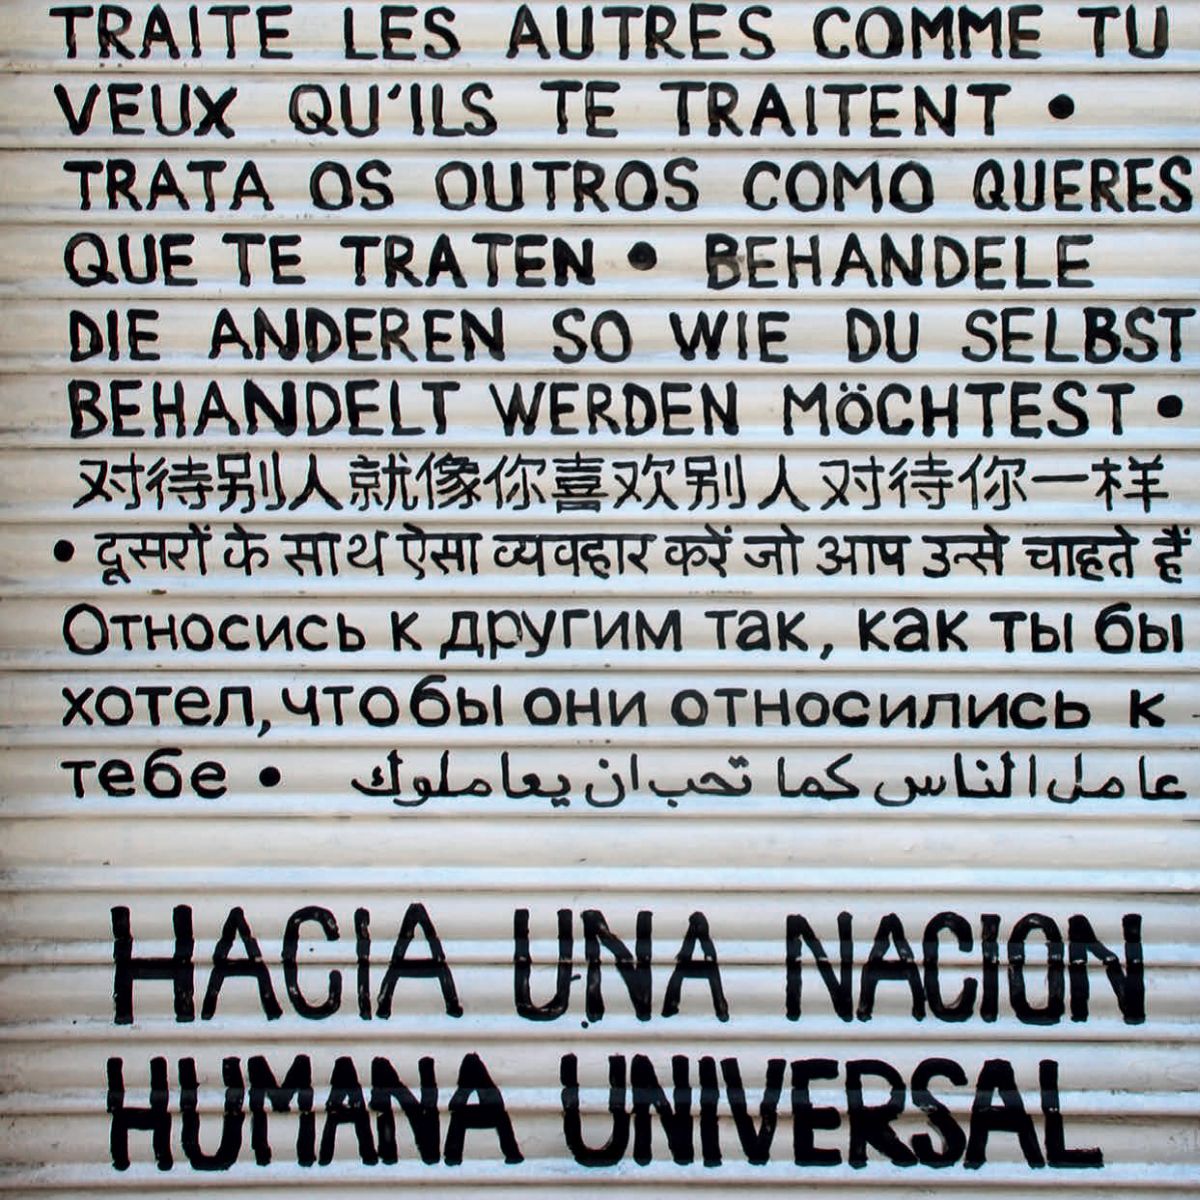 TRAITE LES AUTRES COMME TU
VEUX QU'ILS TE TRAITENT •
TRATA OS OUTROS COMO QUERES
QUE TE TRATEN • BEHANDELE
DIE ANDEREN SO WIE DU SELBST
BEHANDELT WERDEN MÖCHTEST •
对待别人就像你喜欢别人对待你一样
• दूसरों के साथ ऐसा व्यवहार करें जो आप उन्से चाहते हैं
Относись к другим так, как ты бы
хотел, чтобы они относились к
тебе • عامل الناس كما تحب ان يعاملوك
HACIA UNA NACION
HUMANA UNIVERSAL